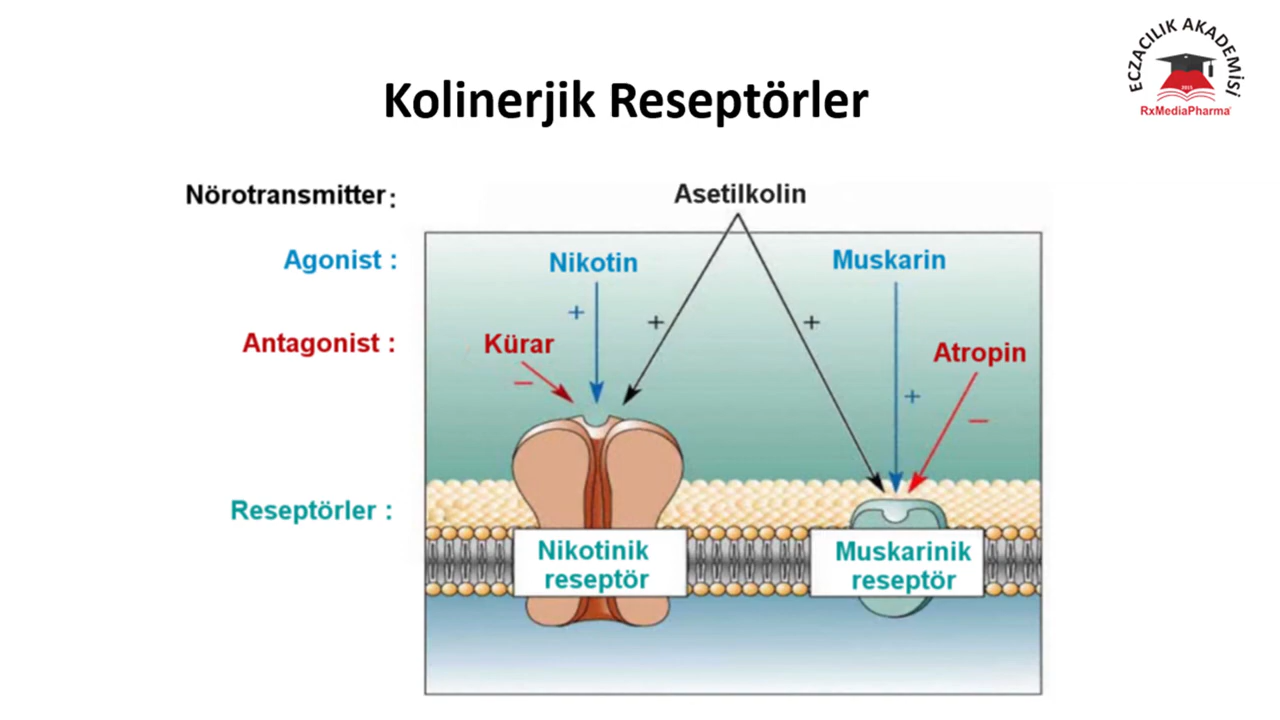 ECZACILIK AKADEMİSİ
2021
RxMediaPharma
Kolinerjik Reseptörler
Nörotransmitter:
Asetilkolin
Agonist :
Nikotin
Muskarin
+
+
+
Antagonist :
Kürar
Atropin
–
+
–
Reseptörler :
Nikotinik
reseptör
Muskarinik
reseptör